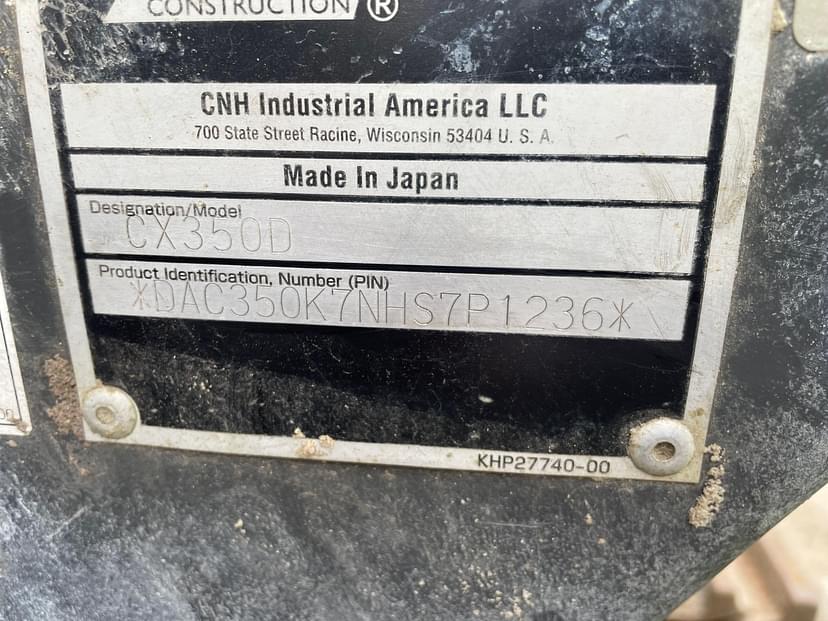 CONSTRUCTION ®
CNH Industrial America LLC
700 State Street Racine, Wisconsin 53404 U. S. A.
Made In Japan
Designation/Model
CX350D
Product Identification, Number (PIN)
*DAC350K7NHS7P1236*
KHP27740-00